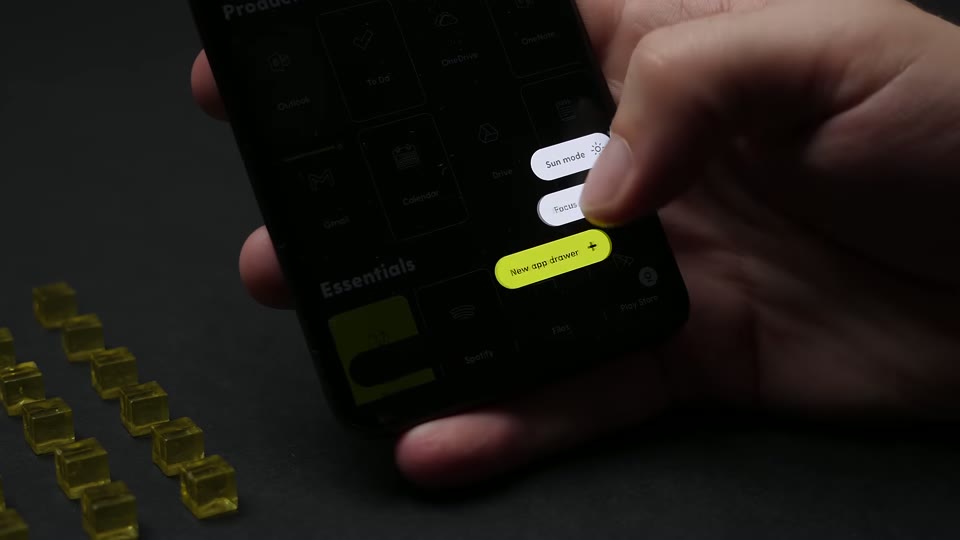 Produc
Outlook
To Do
OneDrive
OneNote
Gmail
Calendar
Drive
Sun mode
Focus
New app drawer
Essentials
Spotify
Files
Play Store